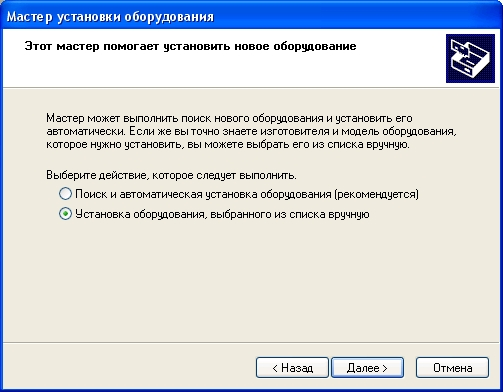 Мастер установки оборудования
Этот мастер помогает установить новое оборудование
Мастер может выполнить поиск нового оборудования и установить его
автоматически. Если же вы точно знаете изготовителя и модель оборудования,
которое нужно установить, вы можете выбрать его из списка вручную.
Выберите действие, которое следует выполнить.
Поиск и автоматическая установка оборудования (рекомендуется)
Установка оборудования, выбранного из списка вручную
< Назад
Далее >
Отмена